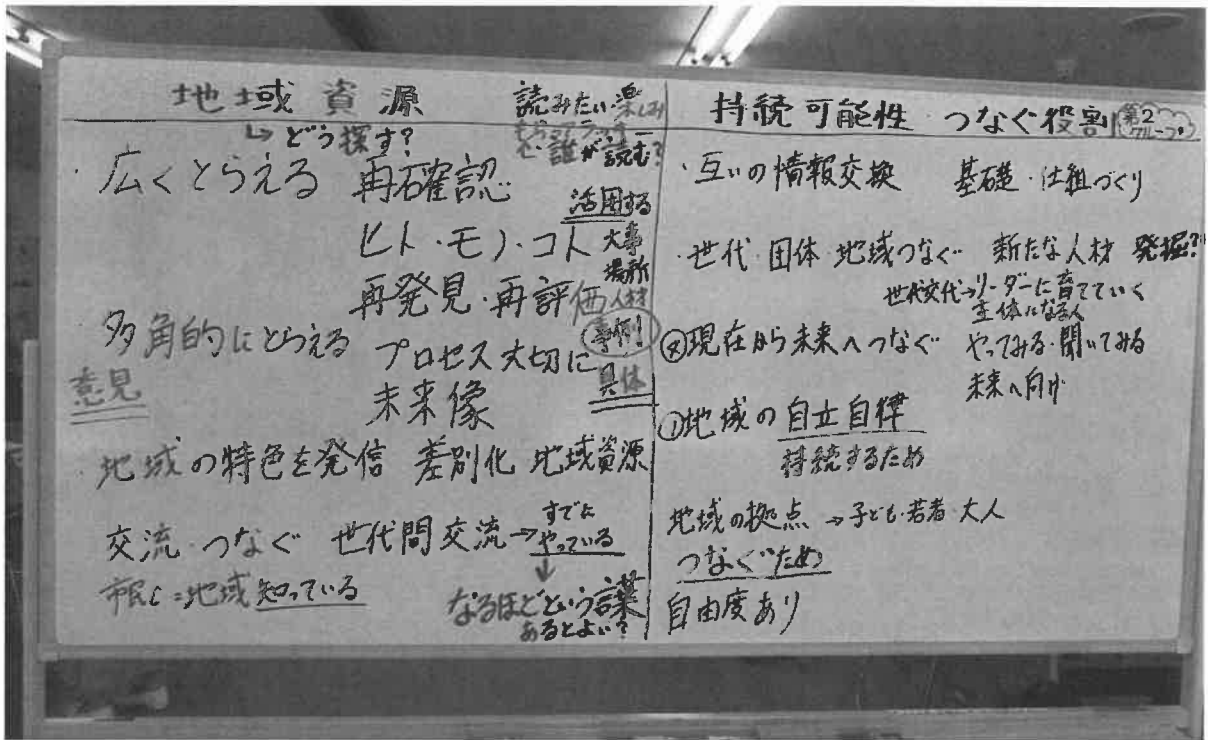 地域資源
↳どう探す?
読みたい・楽しみ
誰が読む?
・広くとらえる 再確認
活用する
ヒト・モノ・コト
大事
場所
人材
再発見・再評価
事例!
具体
多角的にとらえる
プロセス大切に
意見
未来像
・地域の特色を発信 差別化 地域資源
交流・つなぐ 世代間交流→すでにやっている
↓
市民C=地域知っている
なるほどという言葉
あるとよい?
持続可能性・つなぐ役割
第2グループ
・互いの情報交換 基礎・仕組づくり
・世代・団体・地域つなぐ 新たな人材 発掘?
世代交代→リーダーに育てていく
主体になる人
現在から未来へつなぐ やってみる・聞いてみる
未来へ向け
①地域の自立自律
持続するため
地域の拠点→子ども・若者・大人
つなぐため
自由度あり